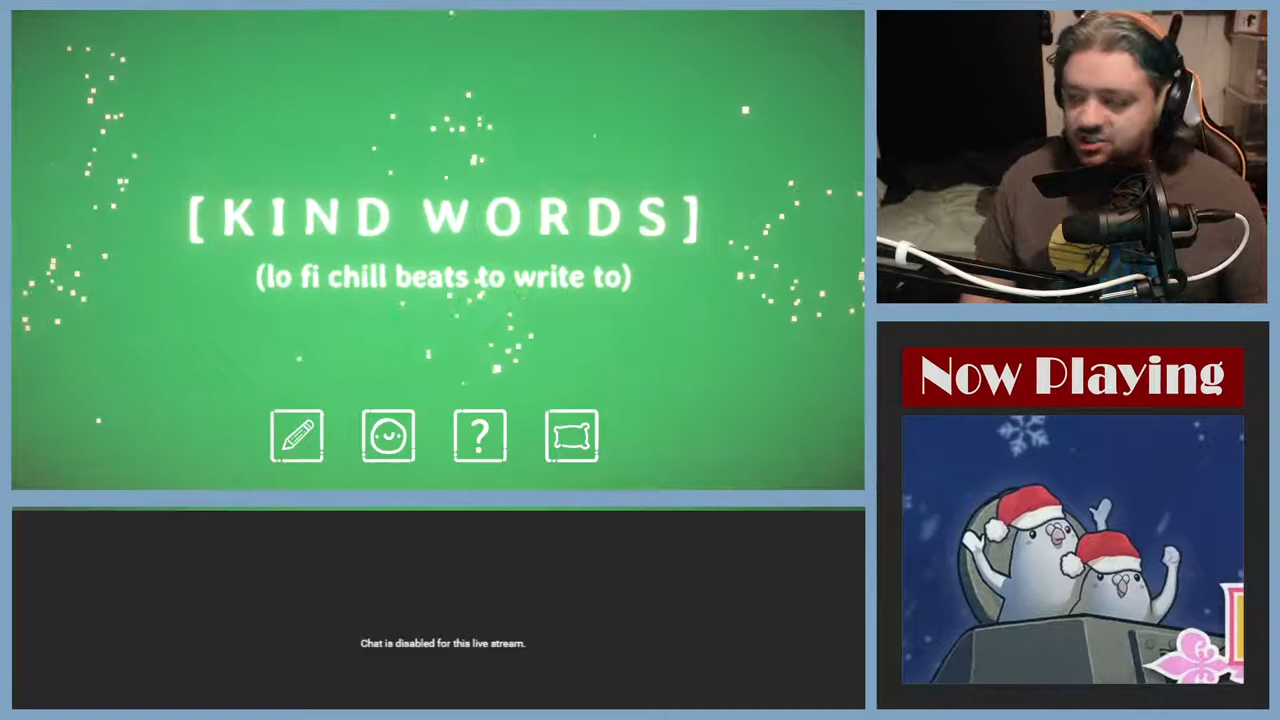 [KIND WORDS]
(lo fi chill beats to write to)
?
Now Playing
Chat is disabled for this live stream.